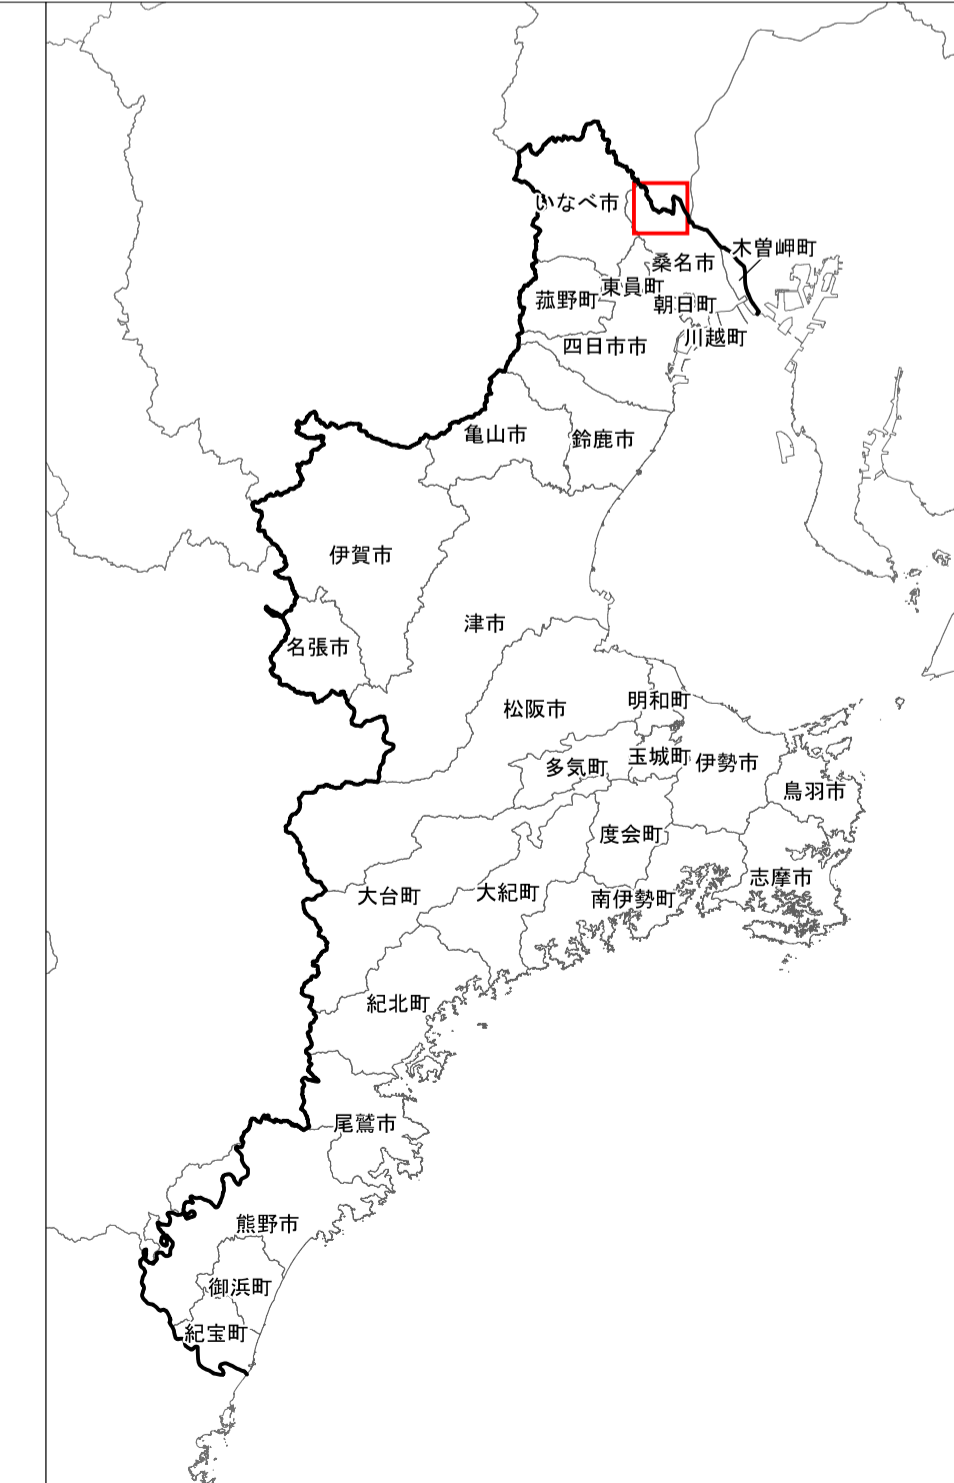 いなべ市
木曽岬町
桑名市
東員町
菰野町
朝日町
川越町
四日市市
亀山市
鈴鹿市
伊賀市
津市
名張市
松阪市
明和町
玉城町
多気町
伊勢市
鳥羽市
度会町
志摩市
大台町
大紀町
南伊勢町
紀北町
尾鷲市
熊野市
御浜町
紀宝町